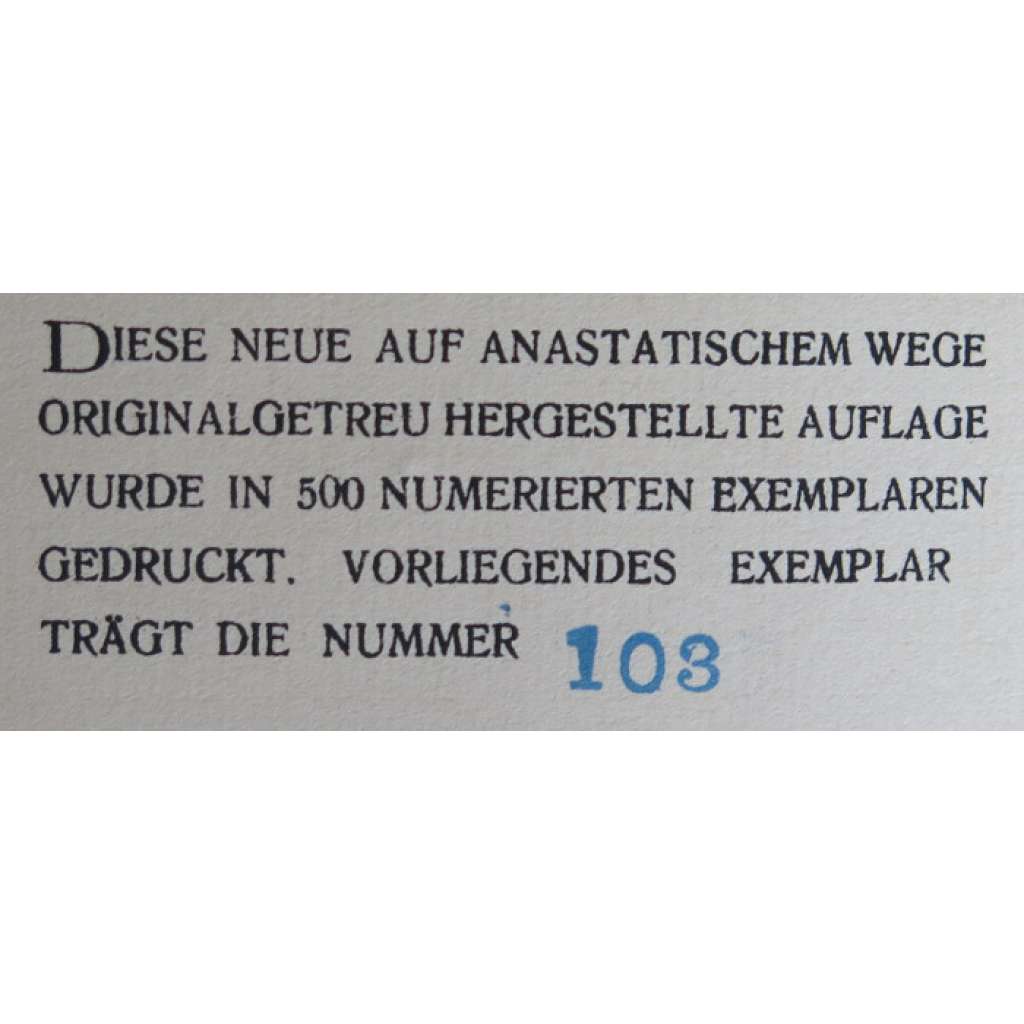 DIESE NEUE AUF ANASTATISCHEM WEGE
ORIGINALGETREU HERGESTELLTE AUFLAGE
WURDE IN 500 NUMERIERTEN EXEMPLAREN
GEDRUCKT. VORLIEGENDES EXEMPLAR
TRÄGT DIE NUMMER 103